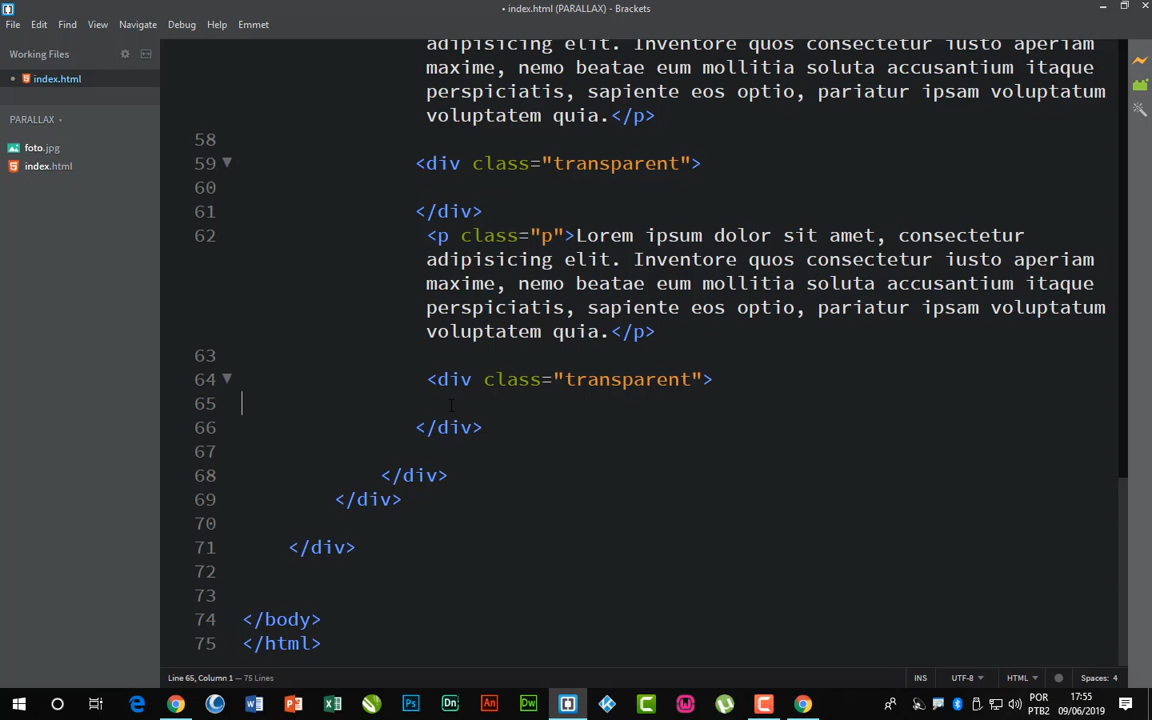 • index.html (PARALLAX) - Brackets
File Edit Find View Navigate Debug Help Emmet
Working Files
• index.html
PARALLAX
foto.jpg
index.html
adipisicing elit. Inventore quos consectetur iusto aperiam
maxime, nemo beatae eum mollitia soluta accusantium itaque
perspiciatis, sapiente eos optio, pariatur ipsam voluptatum
voluptatem quia.</p>
58
59 <div class="transparent">
60
61 </div>
62 <p class="p">Lorem ipsum dolor sit amet, consectetur
adipisicing elit. Inventore quos consectetur iusto aperiam
maxime, nemo beatae eum mollitia soluta accusantium itaque
perspiciatis, sapiente eos optio, pariatur ipsam voluptatum
voluptatem quia.</p>
63
64 <div class="transparent">
65
66 </div>
67
68 </div>
69 </div>
70
71 </div>
72
73
74 </body>
75 </html>
Line 65, Column 1 — 75 Lines INS UTF-8 HTML Spaces: 4
POR 17:55
PTB2 09/06/2019